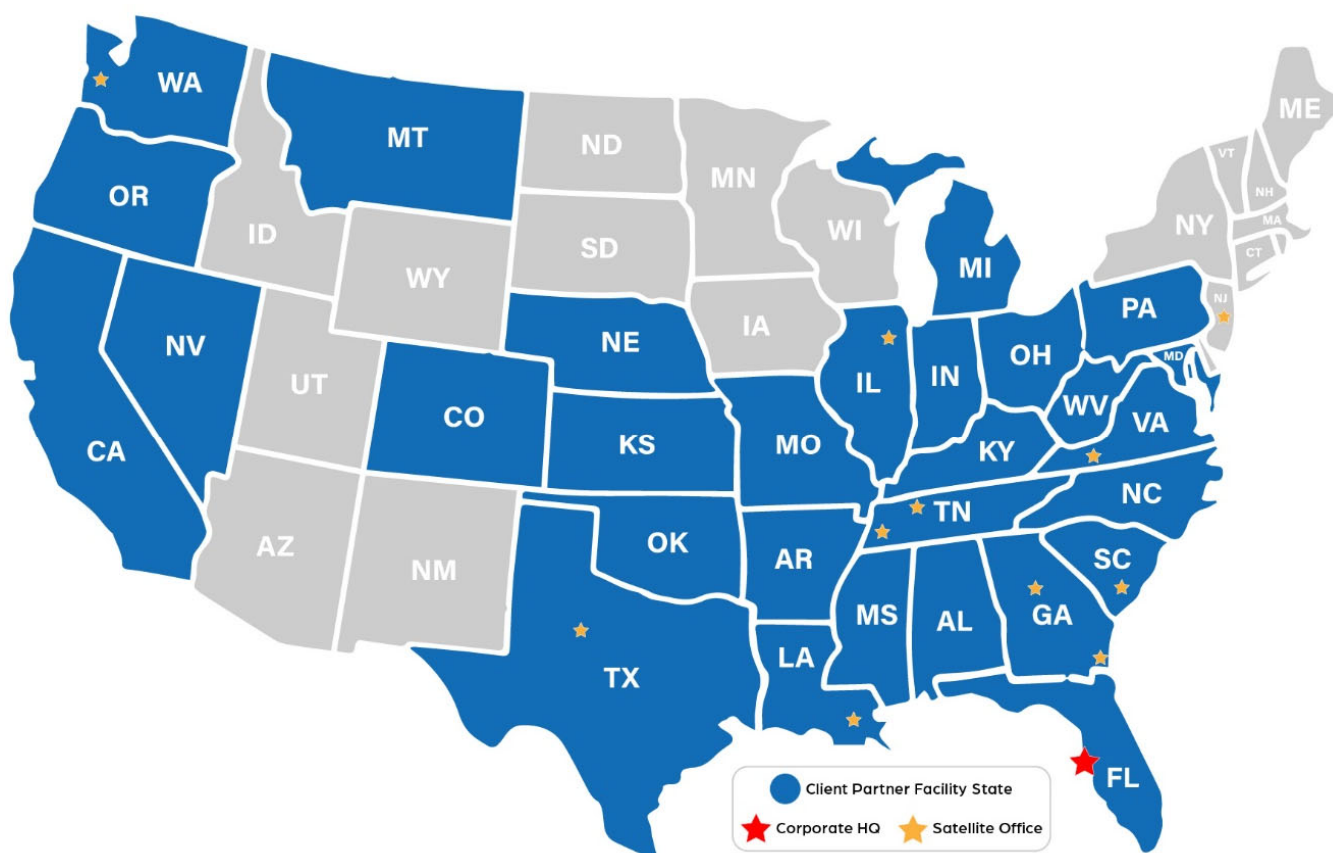 WA
MT
ND
MN
ME
VT
NH
OR
ID
SD
WI
NY
MA
CT
WY
MI
NV
NE
IA
PA
NJ
UT
CO
IL
IN
OH
MD
CA
KS
MO
KY
WV
VA
AZ
NM
OK
AR
TN
NC
SC
TX
LA
MS
AL
GA
FL
Client Partner Facility State
Corporate HQ
Satellite Office